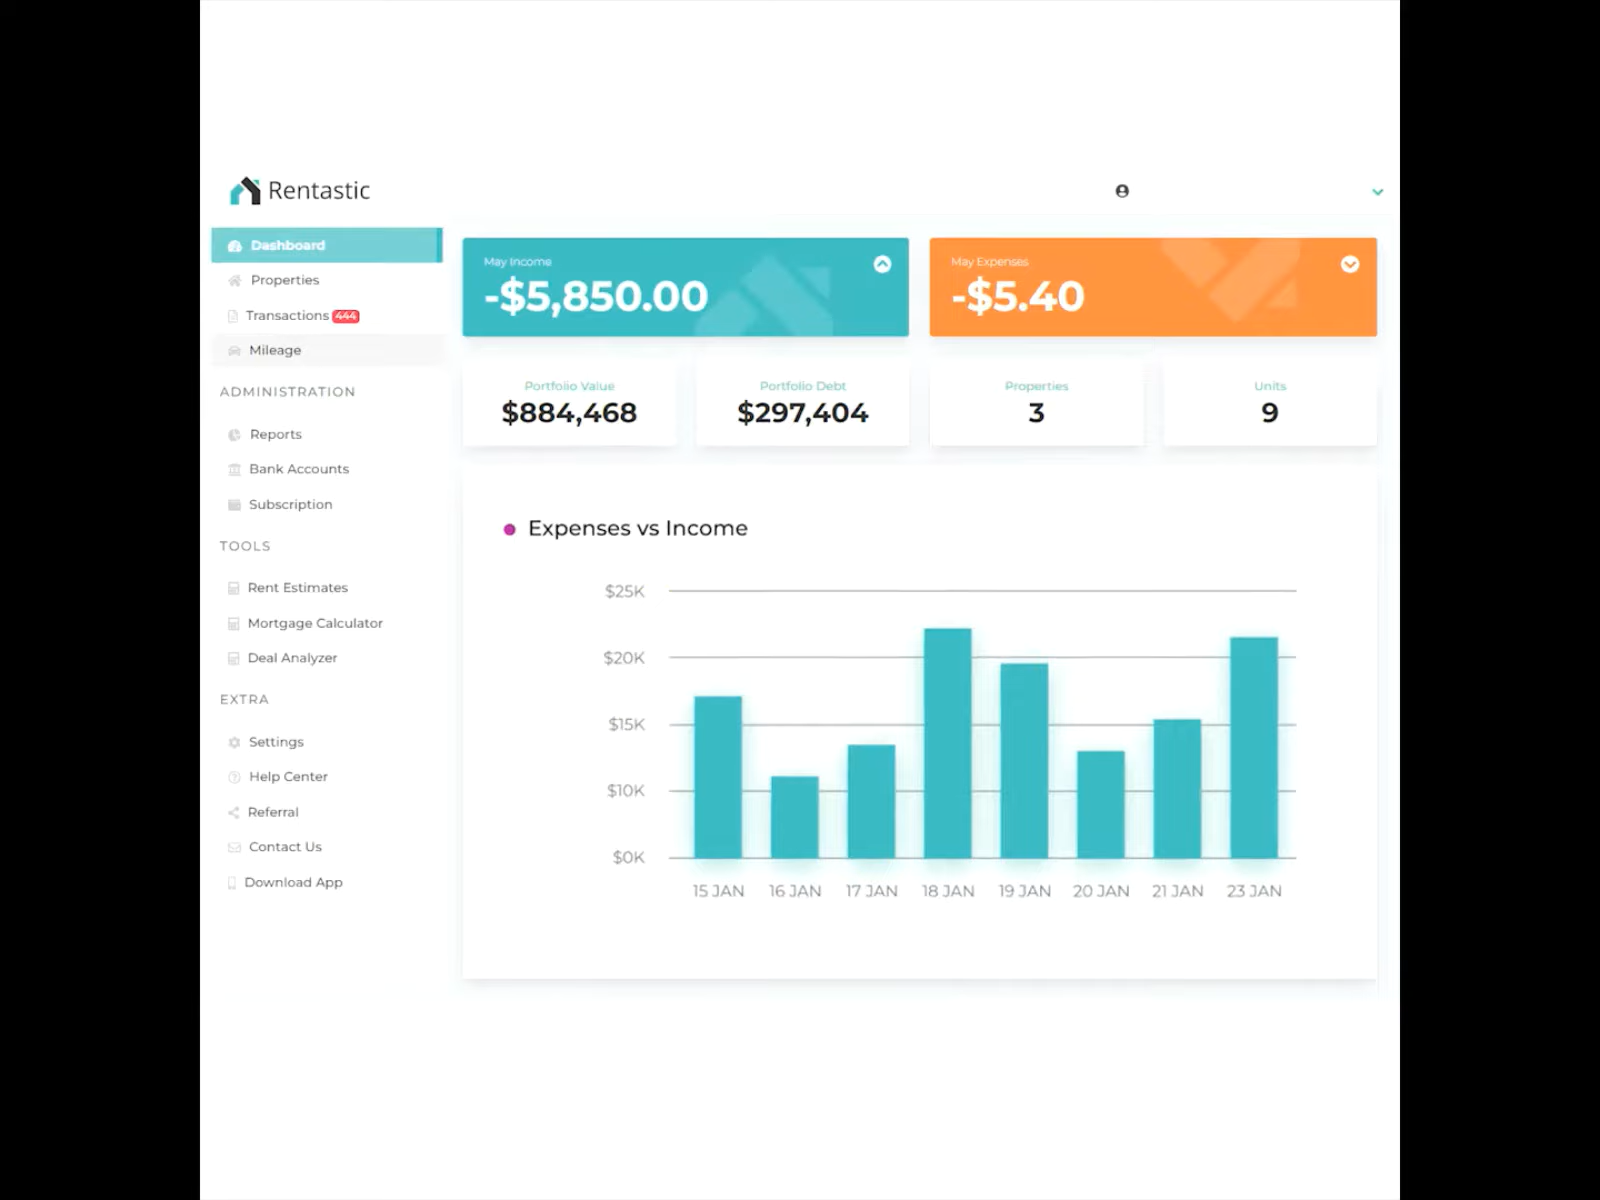 Rentastic
Dashboard
Properties
Transactions 444
Mileage
ADMINISTRATION
Reports
Bank Accounts
Subscription
TOOLS
Rent Estimates
Mortgage Calculator
Deal Analyzer
EXTRA
Settings
Help Center
Referral
Contact Us
Download App
May Income
-$5,850.00
May Expenses
-$5.40
Portfolio Value
$884,468
Portfolio Debt
$297,404
Properties
3
Units
9
Expenses vs Income
$25K
$20K
$15K
$10K
$0K
15 JAN 16 JAN 17 JAN 18 JAN 19 JAN 20 JAN 21 JAN 23 JAN